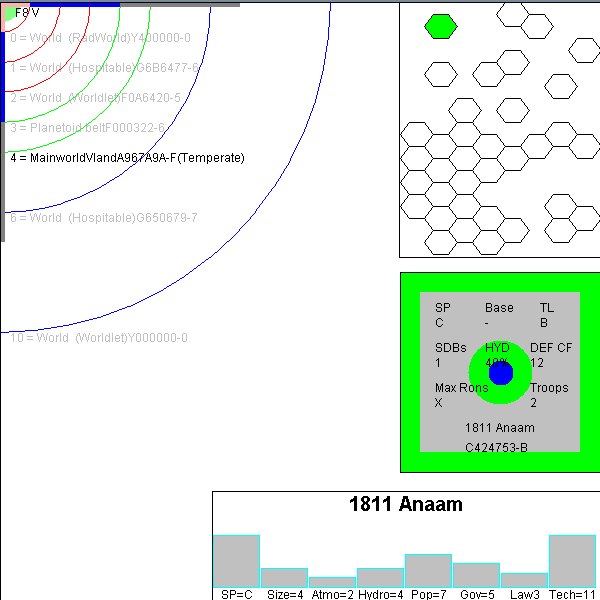 F8 V
0 = World  (RadWorld)Y400000-0
1 = World  (Hospitable)G6B6477-6
2 = World  (Worldlet)F0A6420-5
3 = Planetoid beltF000322-6
4 = MainworldVlandA967A9A-F(Temperate)
6 = World  (Hospitable)G650679-7
10 = World  (Worldlet)Y000000-0
SP Base TL
C - B
SDBs HYD DEF CF
1 40% 12
Max Rons Troops
X 2
1811 Anaam
C424753-B
1811 Anaam
SP=C Size=4 Atmo=2 Hydro=4 Pop=7 Gov=5 Law3 Tech=11